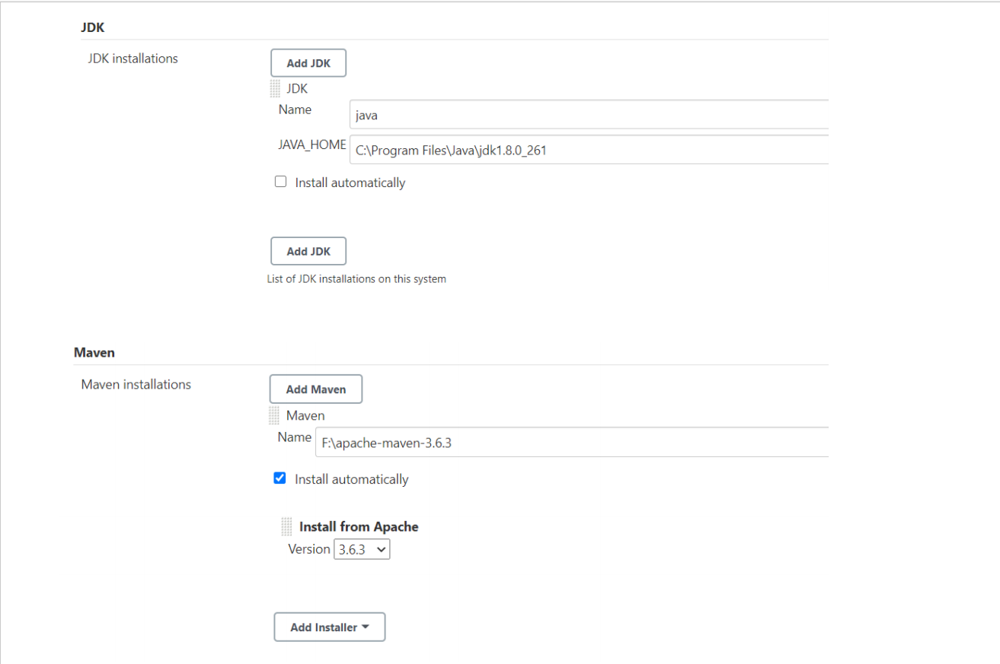 JDK
JDK installations
Add JDK
JDK
Name
java
JAVA_HOME
C:\Program Files\Java\jdk1.8.0_261
Install automatically
Add JDK
List of JDK installations on this system
Maven
Maven installations
Add Maven
Maven
Name
F:\apache-maven-3.6.3
Install automatically
Install from Apache
Version 3.6.3
Add Installer